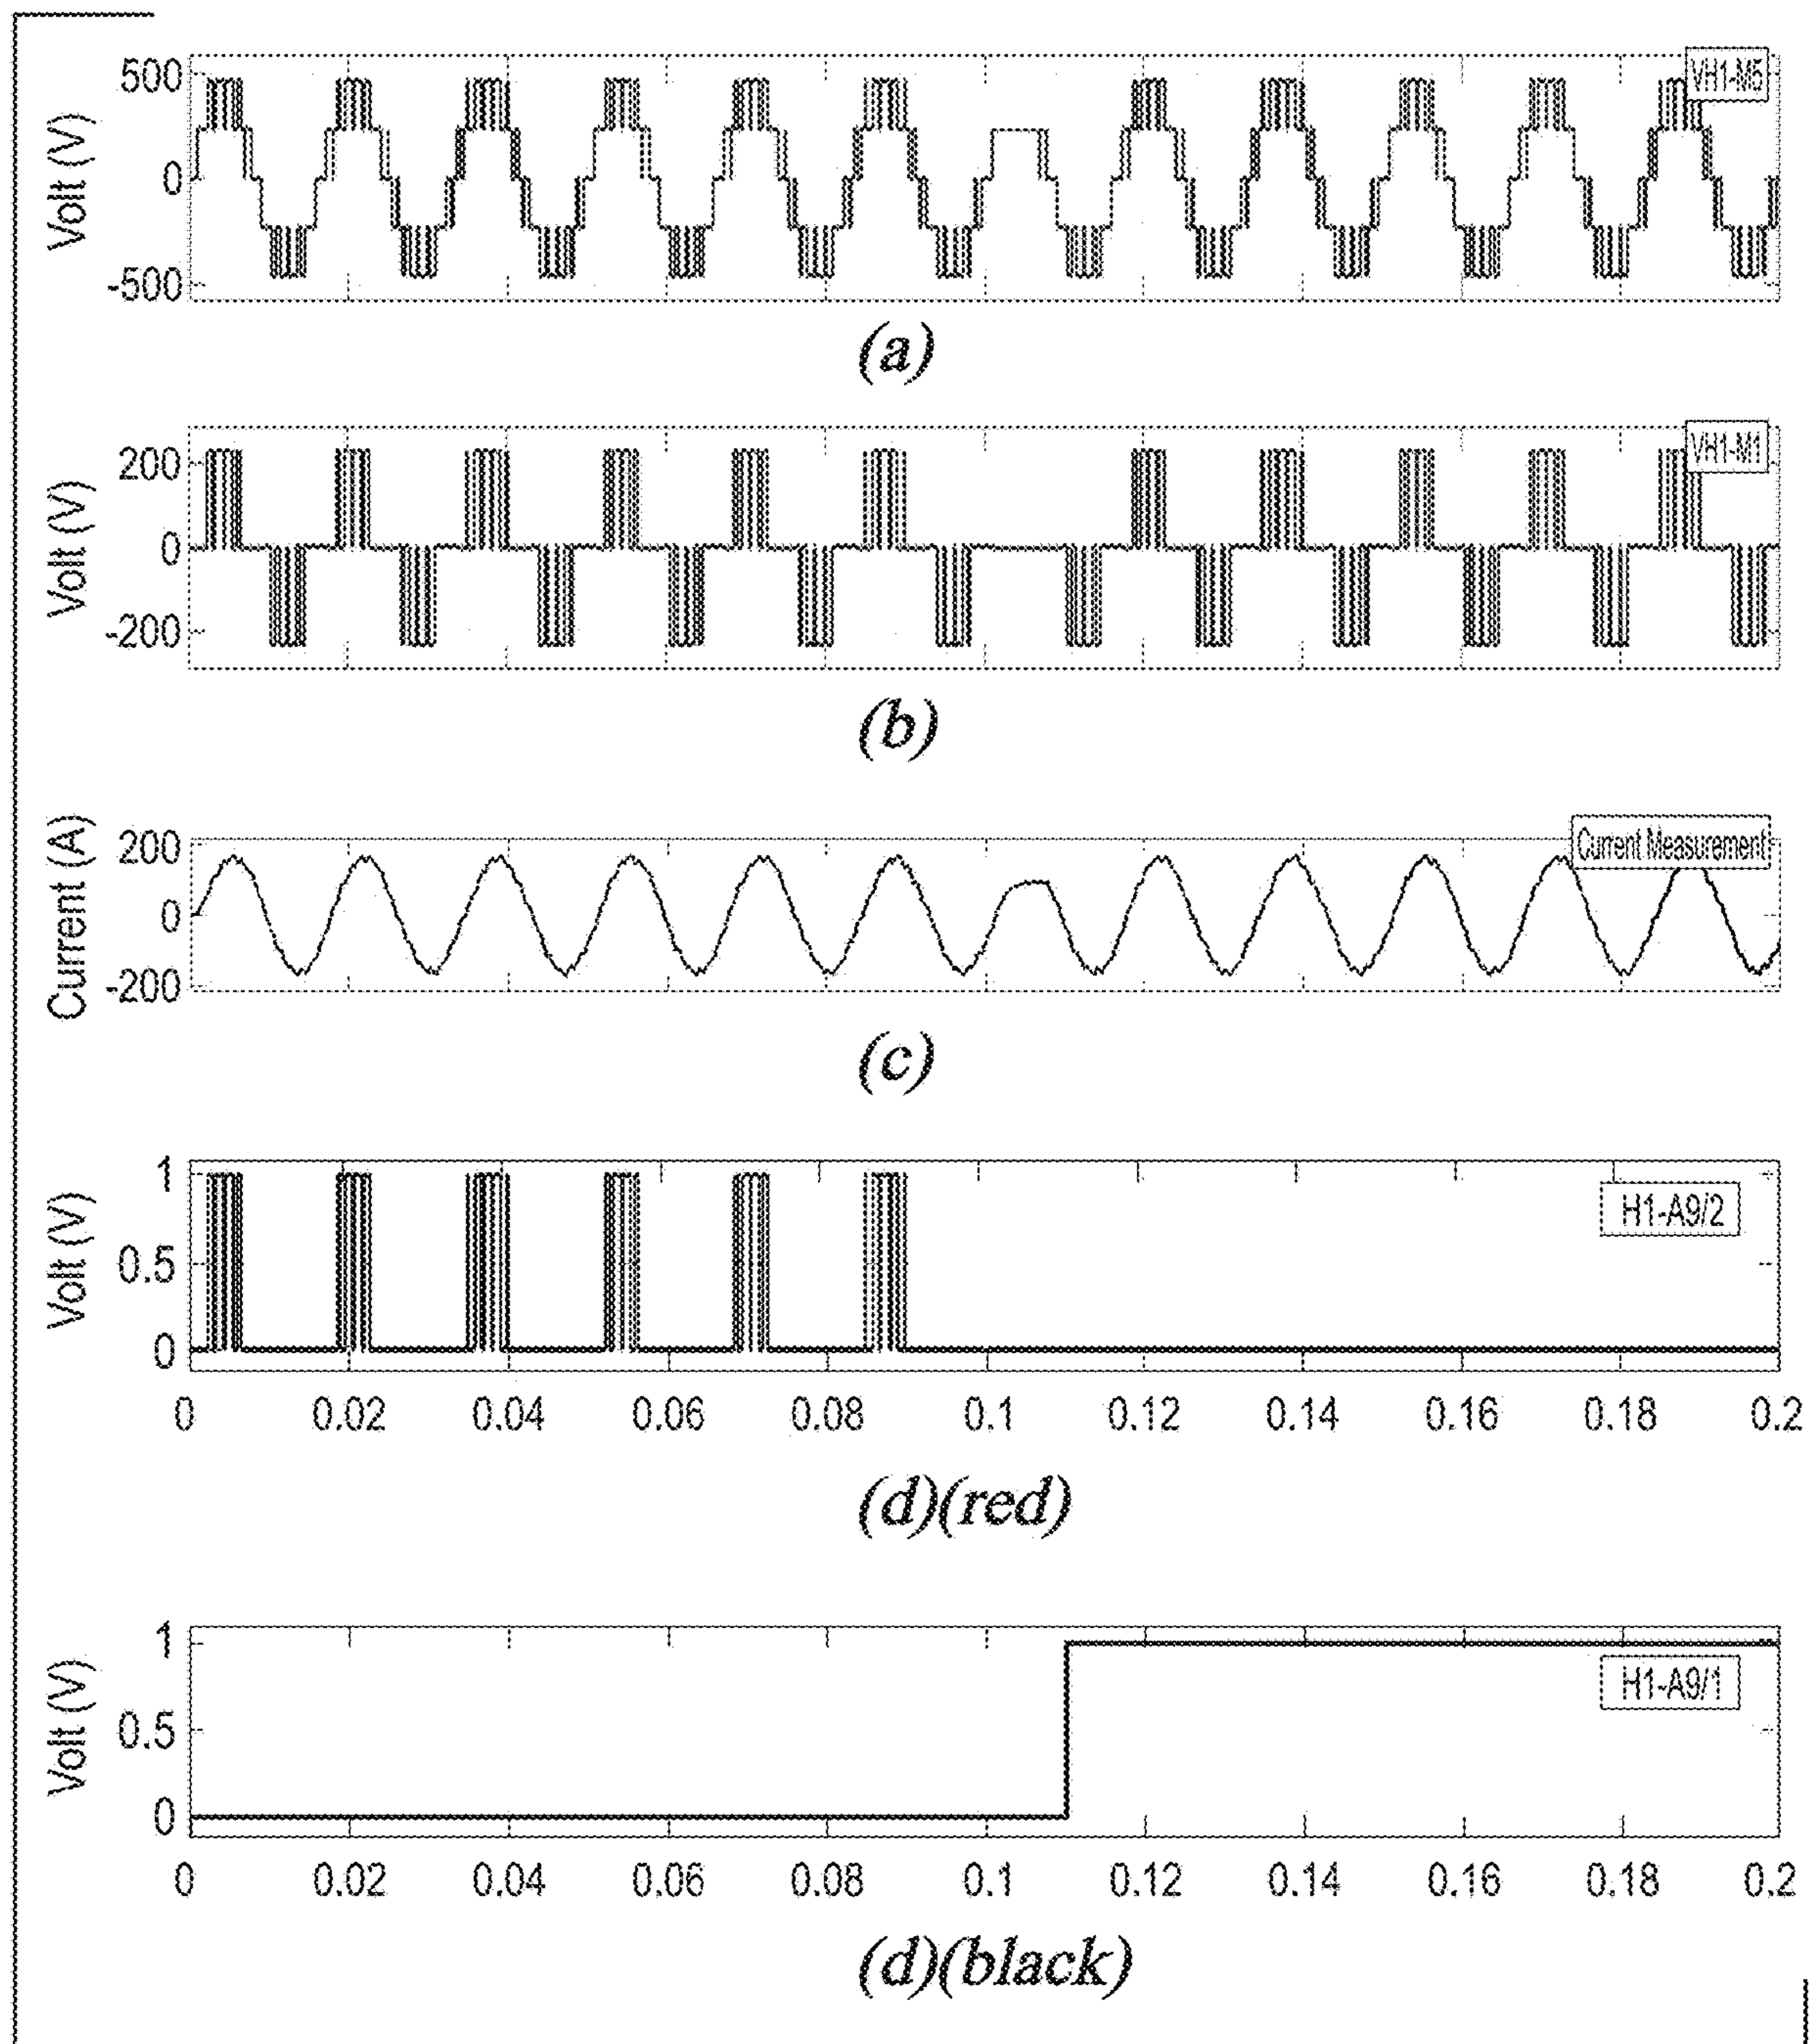 VH1-M5
500
0
-500
Volt (V)
(a)
VH1-M1
200
0
-200
Volt (V)
(b)
Current Measurement
200
0
-200
Current (A)
(c)
H1-A9/2
1
0.5
0
Volt (V)
0 0.02 0.04 0.06 0.08 0.1 0.12 0.14 0.16 0.18 0.2
(d)(red)
H1-A9/1
1
0.5
0
Volt (V)
0 0.02 0.04 0.06 0.08 0.1 0.12 0.14 0.16 0.18 0.2
(d)(black)